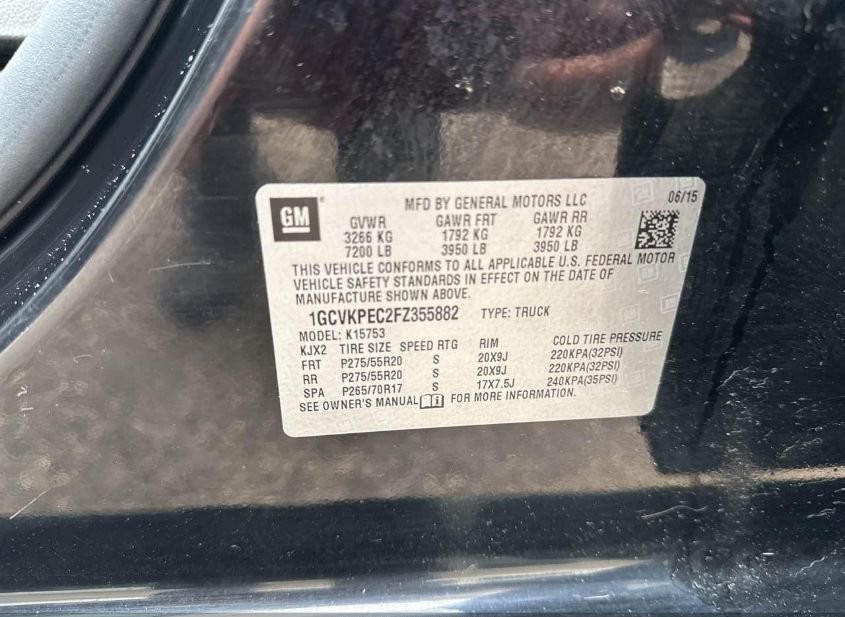 MFD BY GENERAL MOTORS LLC
06/15
GM
GVWR GAWR FRT GAWR RR
3266 KG 1792 KG 1792 KG
7200 LB 3950 LB 3950 LB
THIS VEHICLE CONFORMS TO ALL APPLICABLE U.S. FEDERAL MOTOR
VEHICLE SAFETY STANDARDS IN EFFECT ON THE DATE OF
MANUFACTURE SHOWN ABOVE.
1GCVKPEC2FZ355882 TYPE: TRUCK
MODEL: K15753
KJX2 TIRE SIZE SPEED RTG RIM COLD TIRE PRESSURE
FRT P275/55R20 S 20X9J 220KPA(32PSI)
RR P275/55R20 S 20X9J 220KPA(32PSI)
SPA P265/70R17 S 17X7.5J 240KPA(35PSI)
SEE OWNER'S MANUAL FOR MORE INFORMATION.